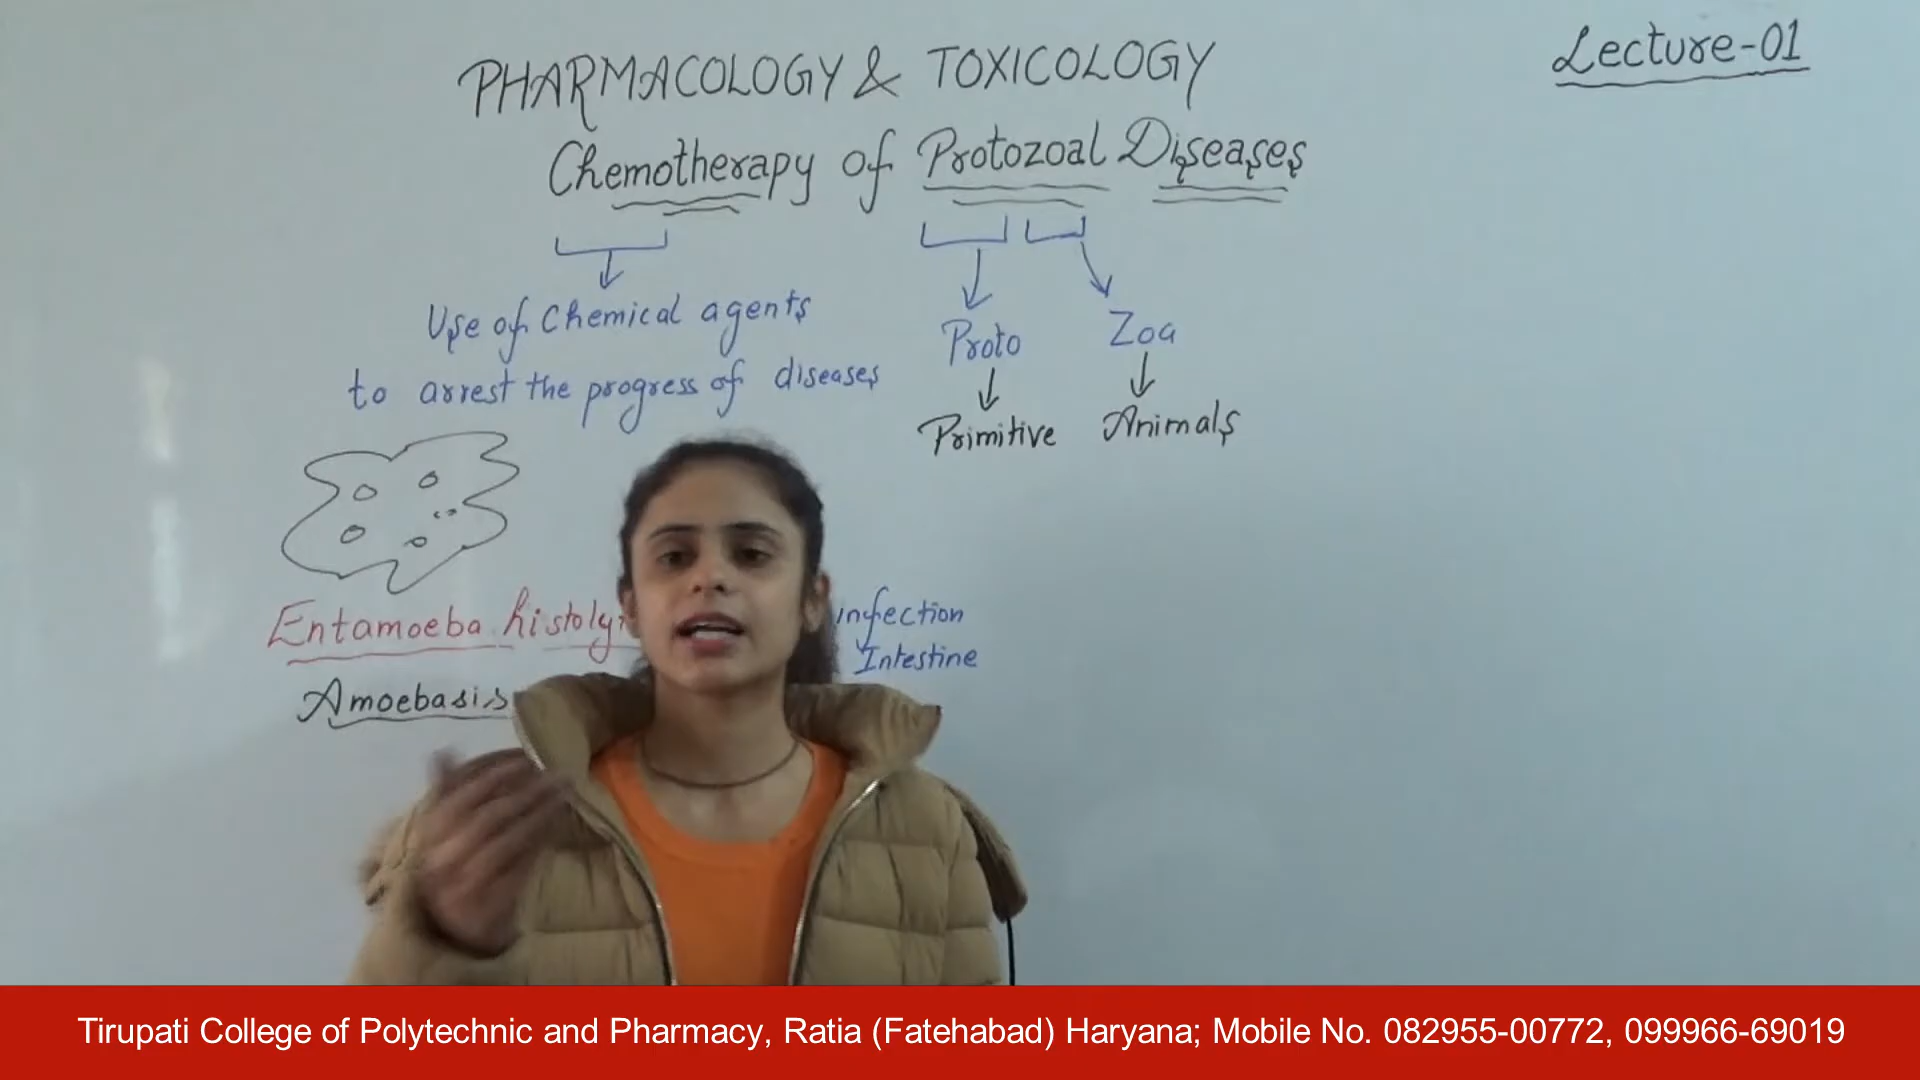 Lecture-01
PHARMACOLOGY & TOXICOLOGY
Chemotherapy of Protozoal Diseases
Use of Chemical agents
to arrest the progress of diseases
Proto Zoa
Primitive Animals
Entamoeba histoly
infection
Intestine
Amoebasis
Tirupati College of Polytechnic and Pharmacy, Ratia (Fatehabad) Haryana; Mobile No. 082955-00772, 099966-69019